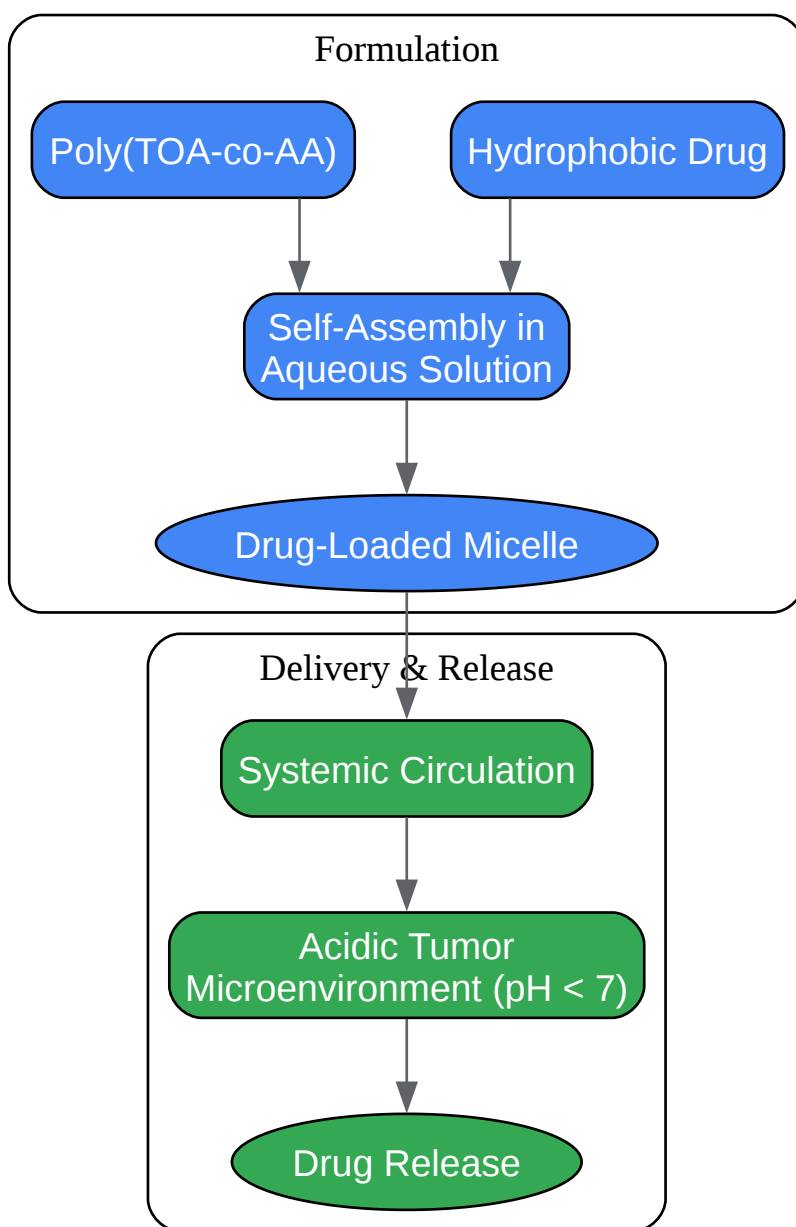 Formulation
Poly(TOA-co-AA)
Hydrophobic Drug
Self-Assembly in
Aqueous Solution
Drug-Loaded Micelle
Delivery & Release
Systemic Circulation
Acidic Tumor
Microenvironment (pH < 7)
Drug Release